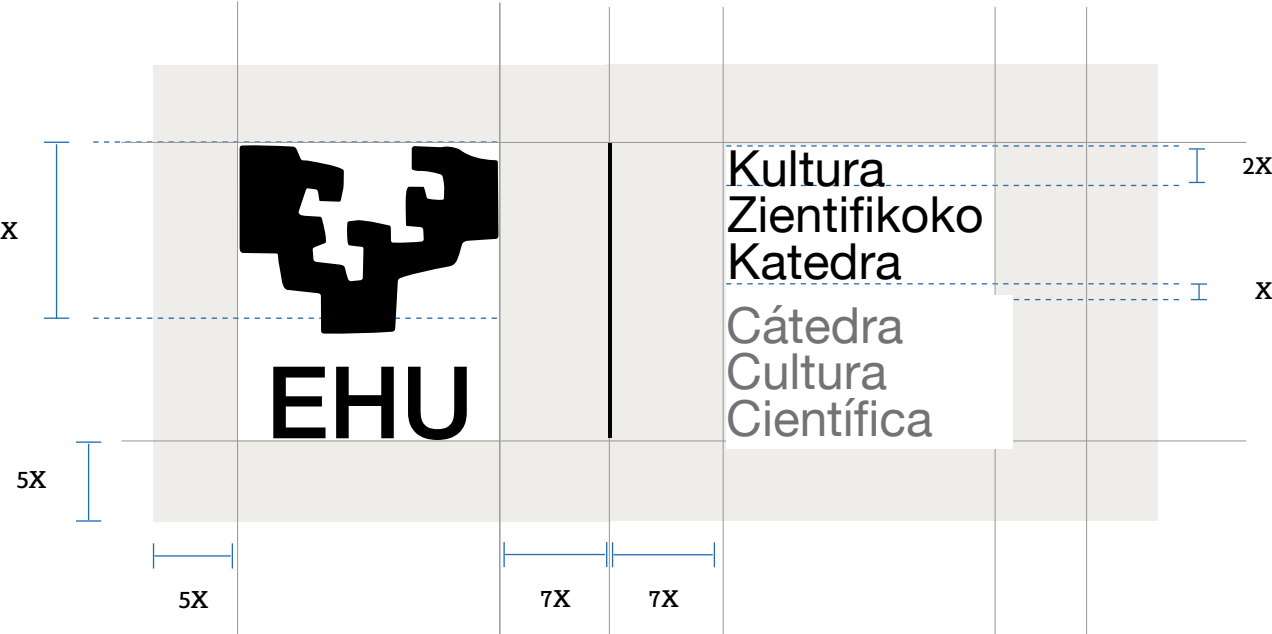 2X
Kultura
Zientifikoko
X
Katedra
X
Cátedra
Cultura
EHU
Científica
5X
5X
7X
7X